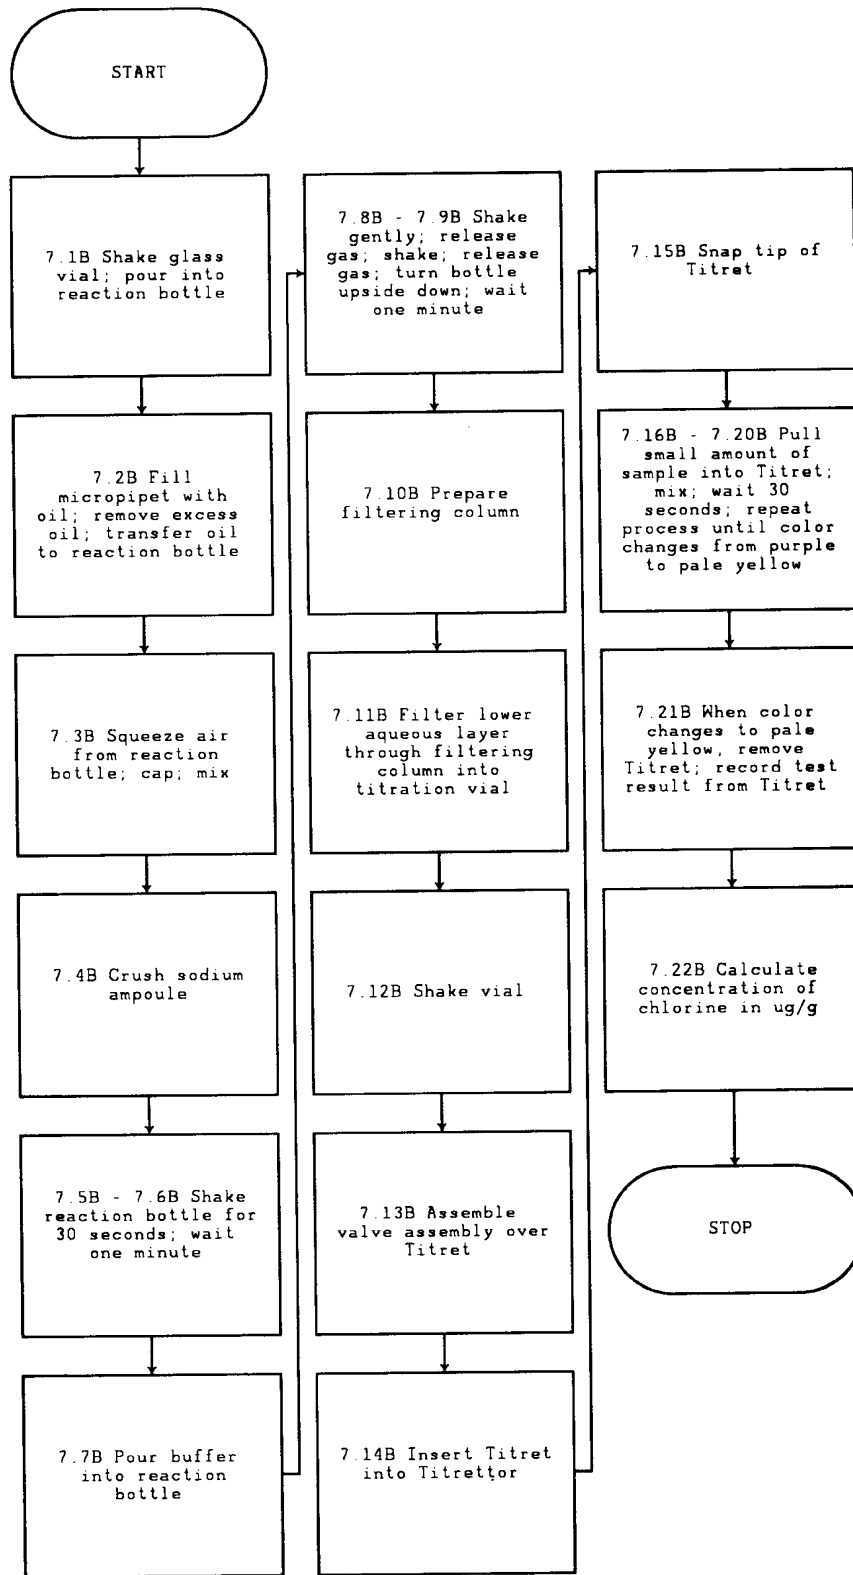 START
7.1B Shake glass
vial; pour into
reaction bottle
7.2B Fill
micropipet with
oil; remove excess
oil; transfer oil
to reaction bottle
7.3B Squeeze air
from reaction
bottle; cap; mix
7.4B Crush sodium
ampoule
7.5B - 7.6B Shake
reaction bottle for
30 seconds; wait
one minute
7.7B Pour buffer
into reaction
bottle
7.8B - 7.9B Shake
gently; release
gas; shake; release
gas; turn bottle
upside down; wait
one minute
7.10B Prepare
filtering column
7.11B Filter lower
aqueous layer
through filtering
column into
titration vial
7.12B Shake vial
7.13B Assemble
valve assembly over
Titret
7.14B Insert Titret
into Titrettor
7.15B Snap tip of
Titret
7.16B - 7.20B Pull
small amount of
sample into Titret;
mix; wait 30
seconds; repeat
process until color
changes from purple
to pale yellow
7.21B When color
changes to pale
yellow, remove
Titret; record test
result from Titret
7.22B Calculate
concentration of
chlorine in ug/g
STOP